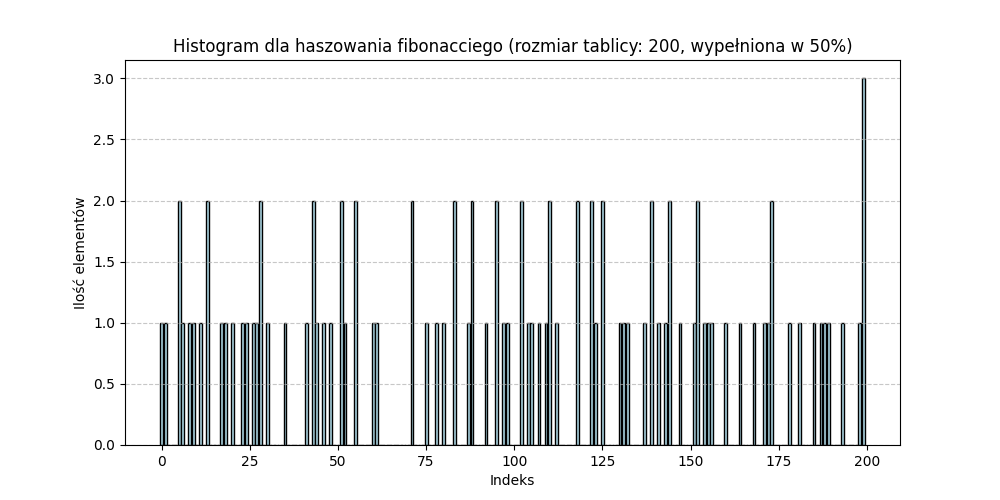 Histogram dla haszowania fibonacciego (rozmiar tablicy: 200, wypełniona w 50%)
3.0
2.5
2.0
1.5
1.0
0.5
0.0
Ilość elementów
0 25 50 75 100 125 150 175 200
Indeks